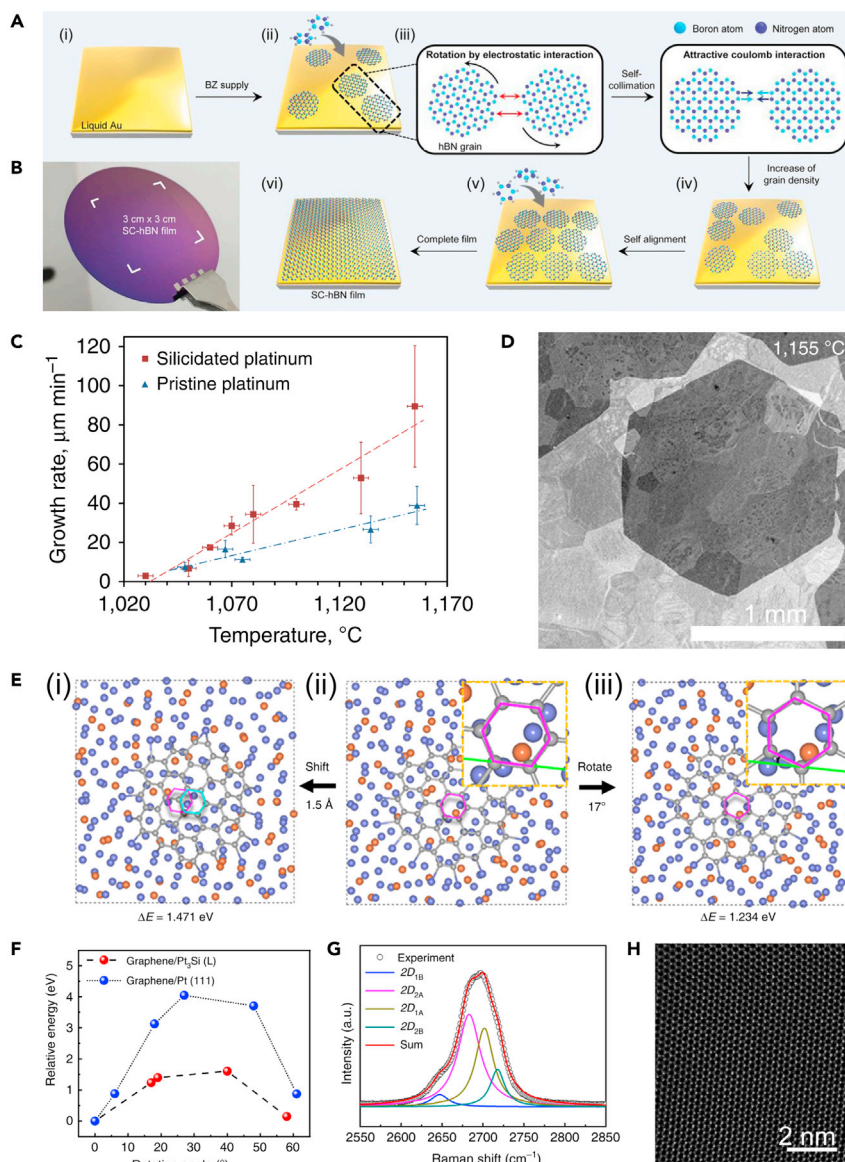 A
(i)
(ii)
(iii)
Boron atom
Nitrogen atom
Rotation by electrostatic interaction
Attractive coulomb interaction
BZ supply
Self-
collimation
Liquid Au
hBN grain
Increase of
grain density
B
3 cm x 3 cm
SC-hBN film
(vi)
(v)
(iv)
Complete film
Self alignment
SC-hBN film
C
120
100
80
60
40
20
0
Growth rate, μm min−1
Silicidated platinum
Pristine platinum
1,020
1,070
1,120
1,170
Temperature, °C
D
1,155 °C
1 mm
E
(i)
(ii)
(iii)
Shift
1.5 Å
Rotate
17°
ΔE = 1.471 eV
ΔE = 1.234 eV
F
Graphene/Pt3Si (L)
Graphene/Pt (111)
5
4
3
2
1
0
Relative energy (eV)
0
10
20
30
40
50
60
G
Experiment
2D1B
2D2A
2D1A
2D2B
Sum
Intensity (a.u.)
2550
2600
2650
2700
2750
2800
2850
Raman shift (cm−1)
H
2 nm